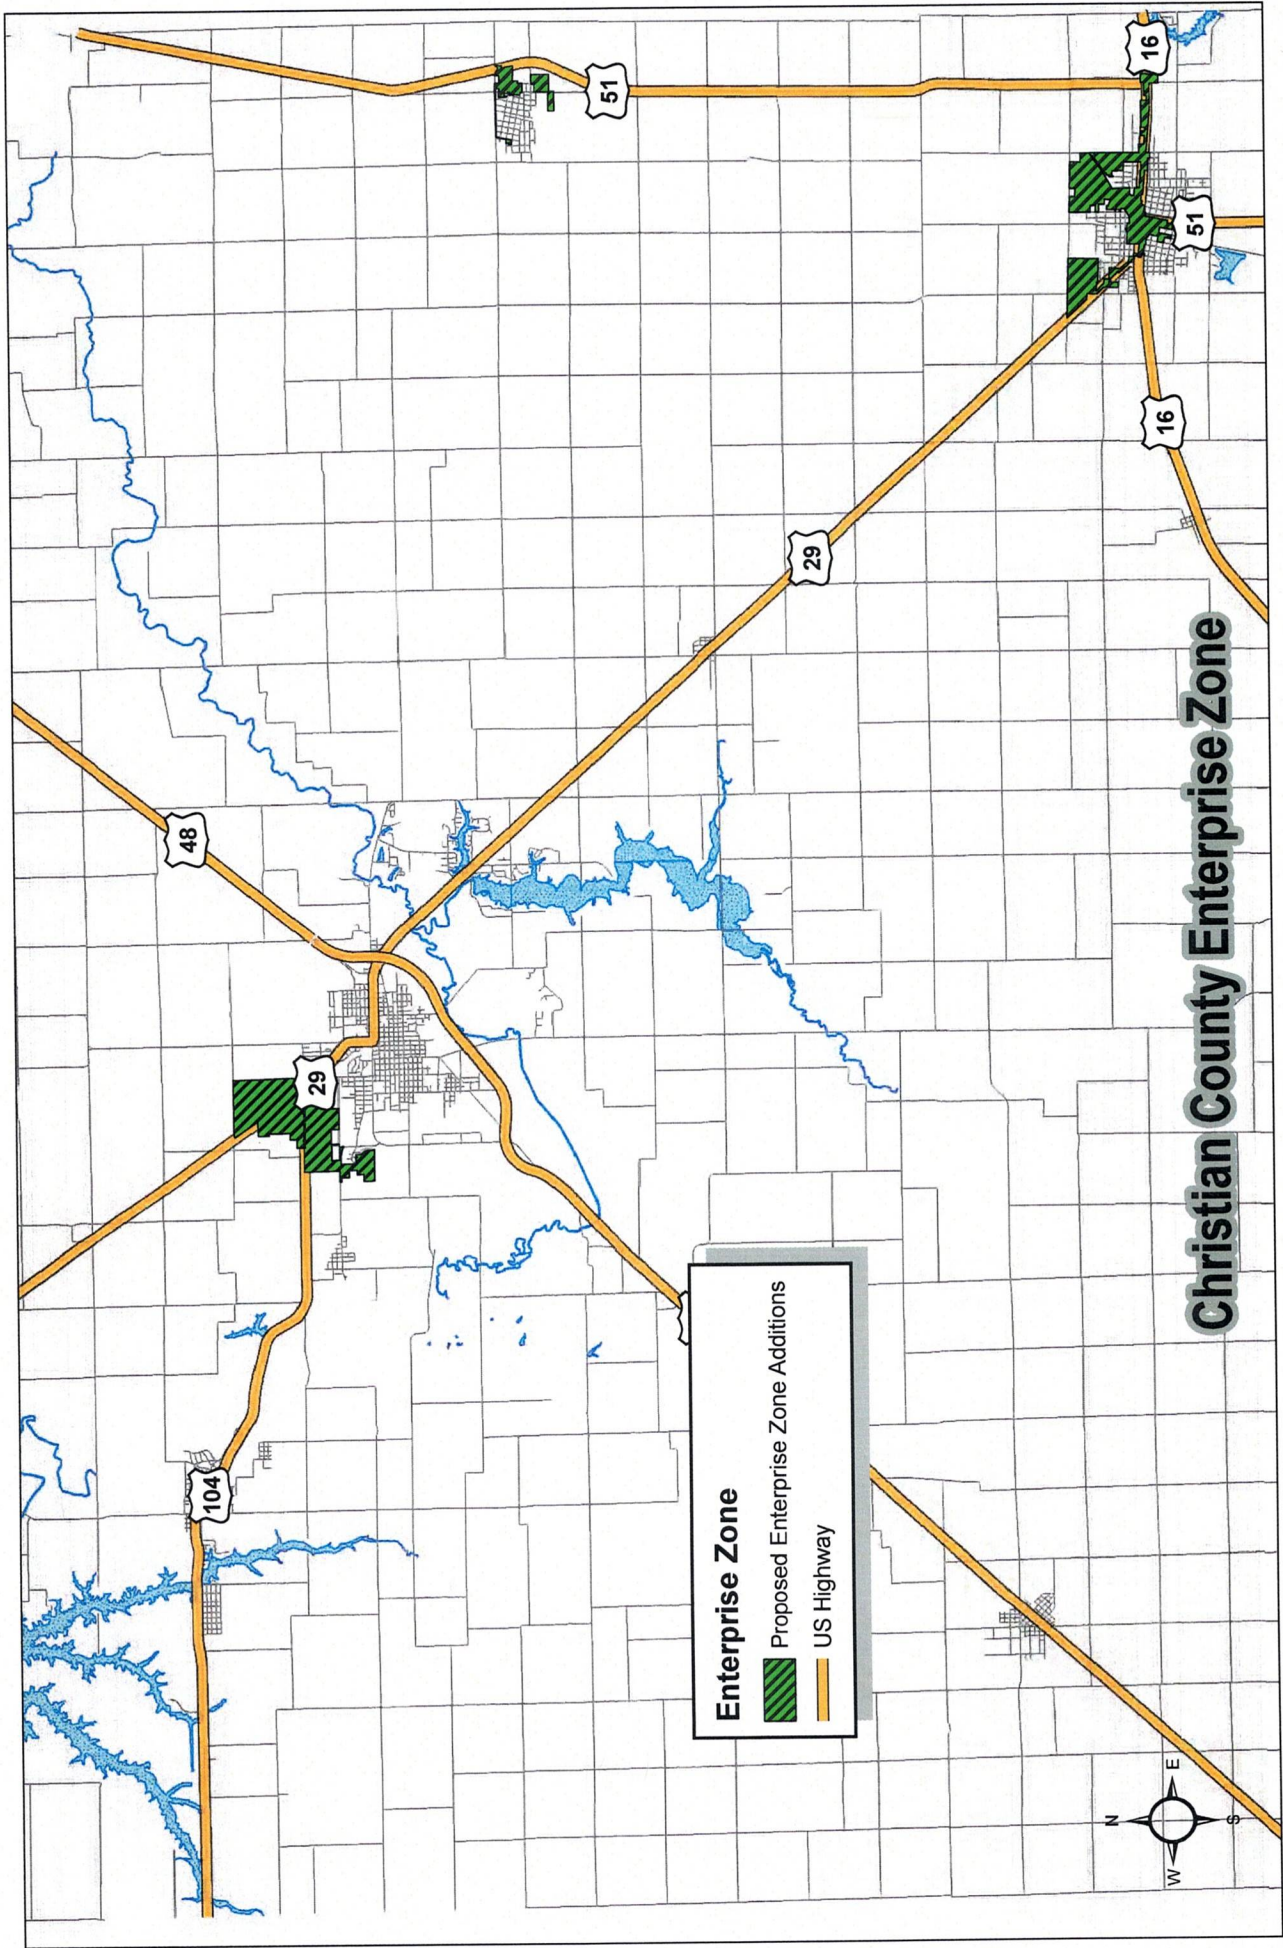 48
104
29
51
Enterprise Zone
Proposed Enterprise Zone Additions
US Highway
29
16
16
51
N
W E
S
Christian County Enterprise Zone